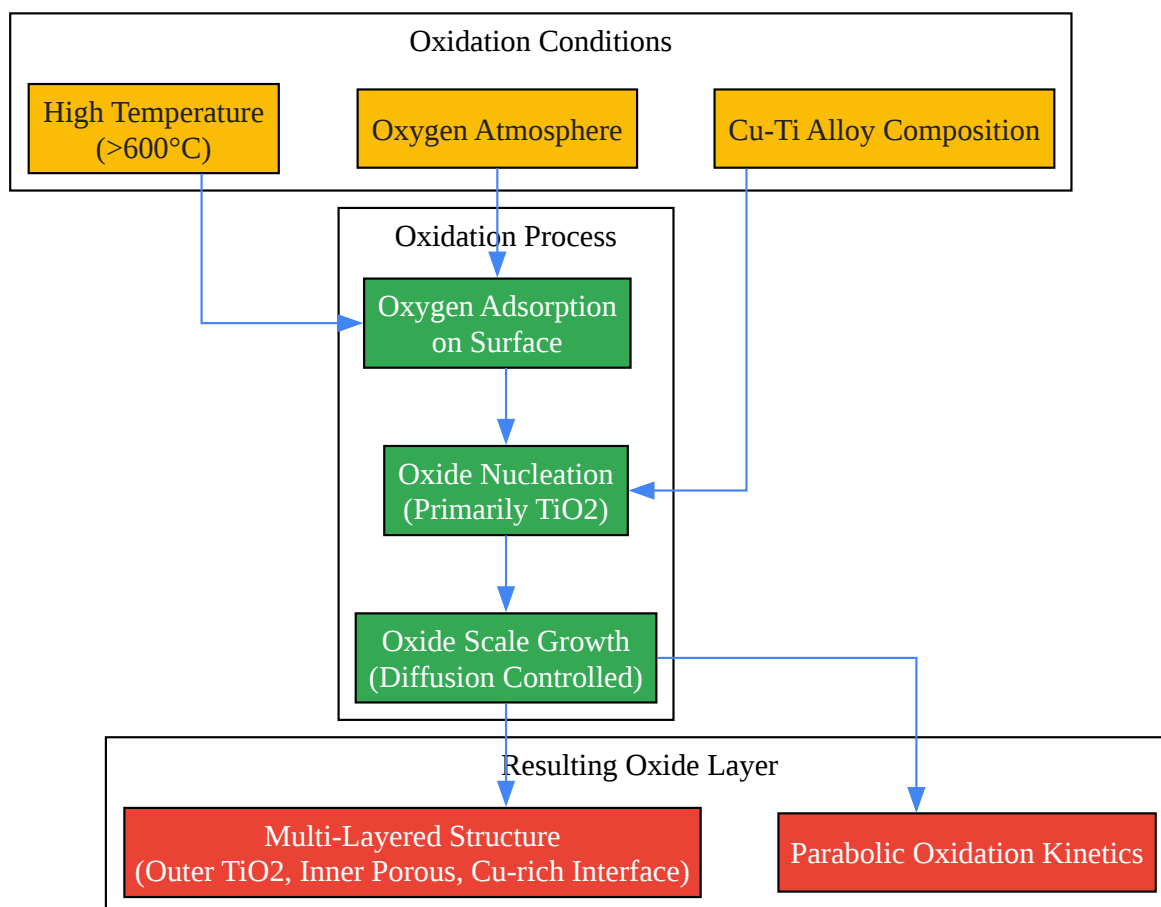 Oxidation Conditions
High Temperature
(>600°C)
Oxygen Atmosphere
Cu-Ti Alloy Composition
Oxidation Process
Oxygen Adsorption
on Surface
Oxide Nucleation
(Primarily TiO2)
Oxide Scale Growth
(Diffusion Controlled)
Resulting Oxide Layer
Multi-Layered Structure
(Outer TiO2, Inner Porous, Cu-rich Interface)
Parabolic Oxidation Kinetics